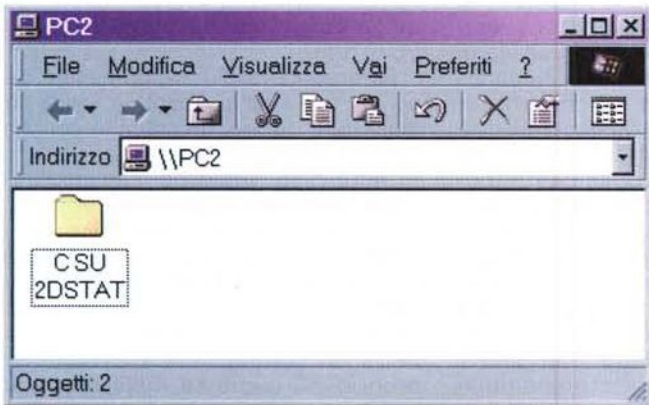 PC2
File Modifica Visualizza Vai Preferiti ?
Indirizzo \\PC2
C SU
2DSTAT
Oggetti: 2